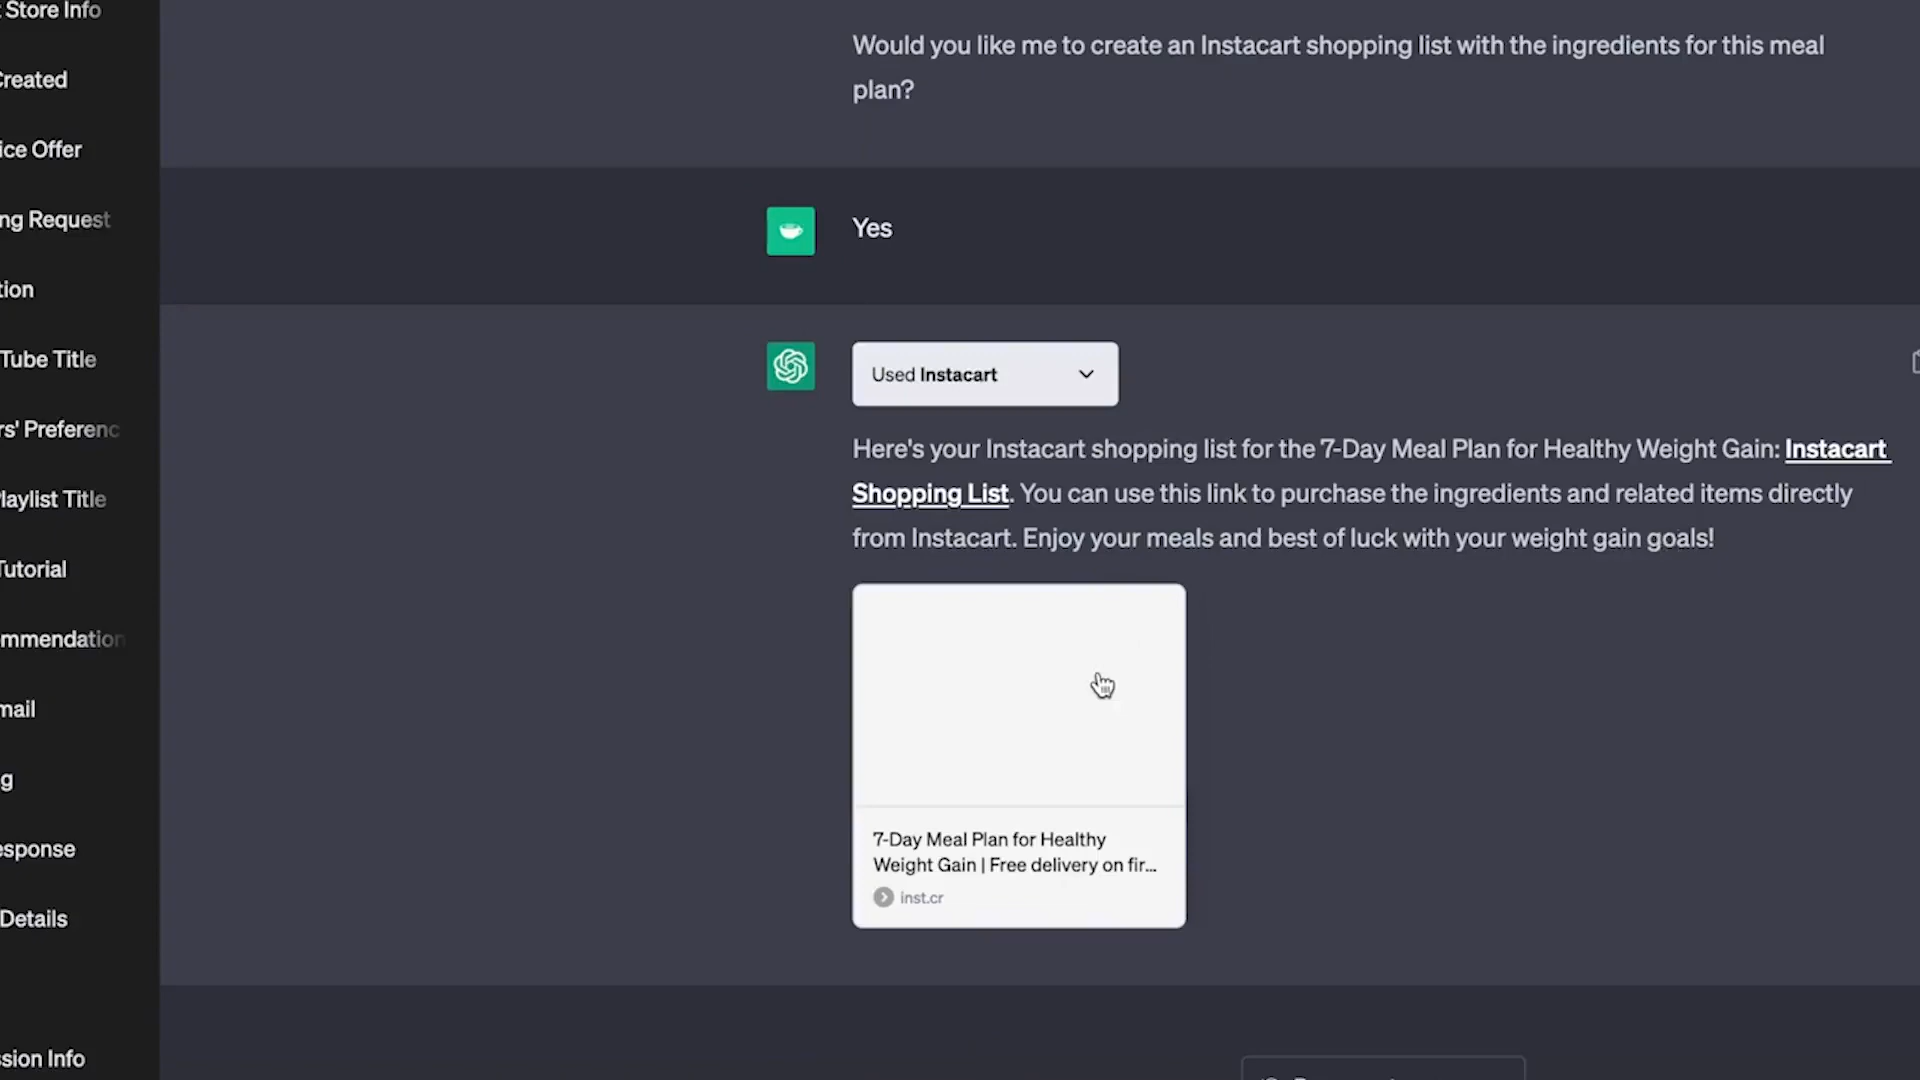 Store Info
Created
ice Offer
ng Request
tion
Tube Title
rs' Preferenc
laylist Title
Tutorial
mmendation
mail
g
esponse
Details
sion Info
Would you like me to create an Instacart shopping list with the ingredients for this meal
plan?
Yes
Used Instacart
Here's your Instacart shopping list for the 7-Day Meal Plan for Healthy Weight Gain: Instacart
Shopping List. You can use this link to purchase the ingredients and related items directly
from Instacart. Enjoy your meals and best of luck with your weight gain goals!
7-Day Meal Plan for Healthy
Weight Gain | Free delivery on fir...
inst.cr